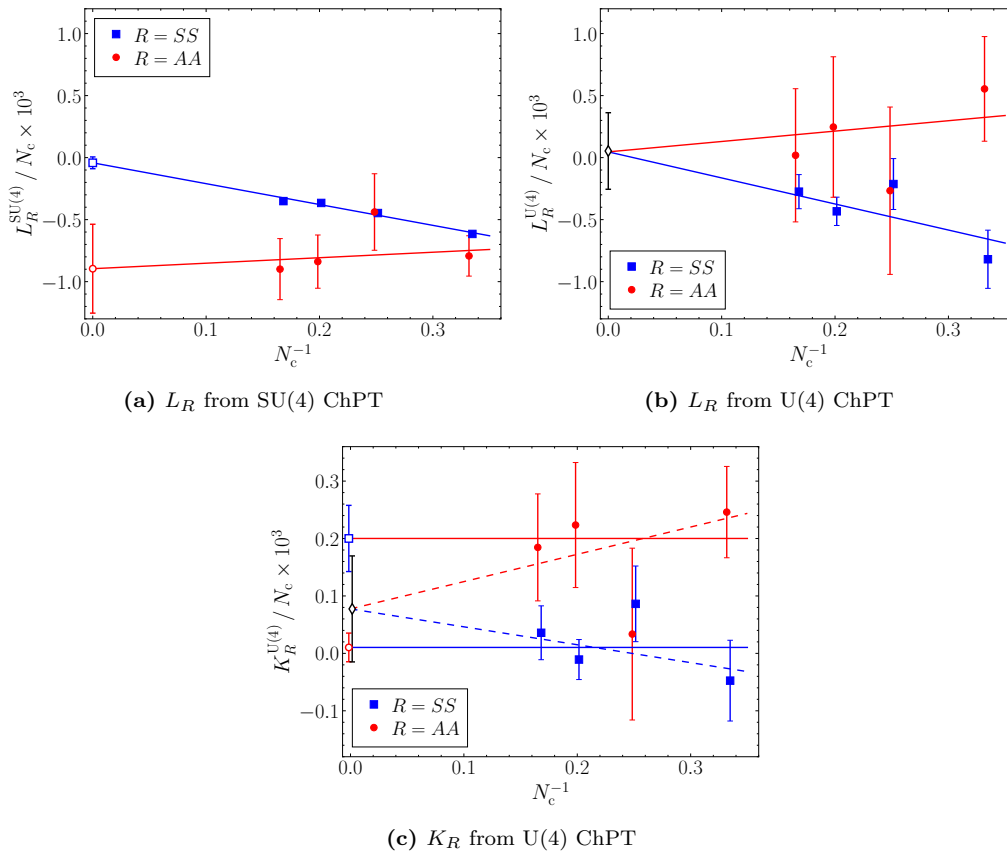 1.0
0.5
0.0
−0.5
−1.0
L_R^{SU(4)} / N_c × 10^3
R = SS
R = AA
0.0 0.1 0.2 0.3
N_c^{−1}
(a) L_R from SU(4) ChPT
1.0
0.5
0.0
−0.5
−1.0
L_R^{U(4)} / N_c × 10^3
R = SS
R = AA
0.0 0.1 0.2 0.3
N_c^{−1}
(b) L_R from U(4) ChPT
0.3
0.2
0.1
0.0
−0.1
K_R^{U(4)} / N_c × 10^3
R = SS
R = AA
0.0 0.1 0.2 0.3
N_c^{−1}
(c) K_R from U(4) ChPT